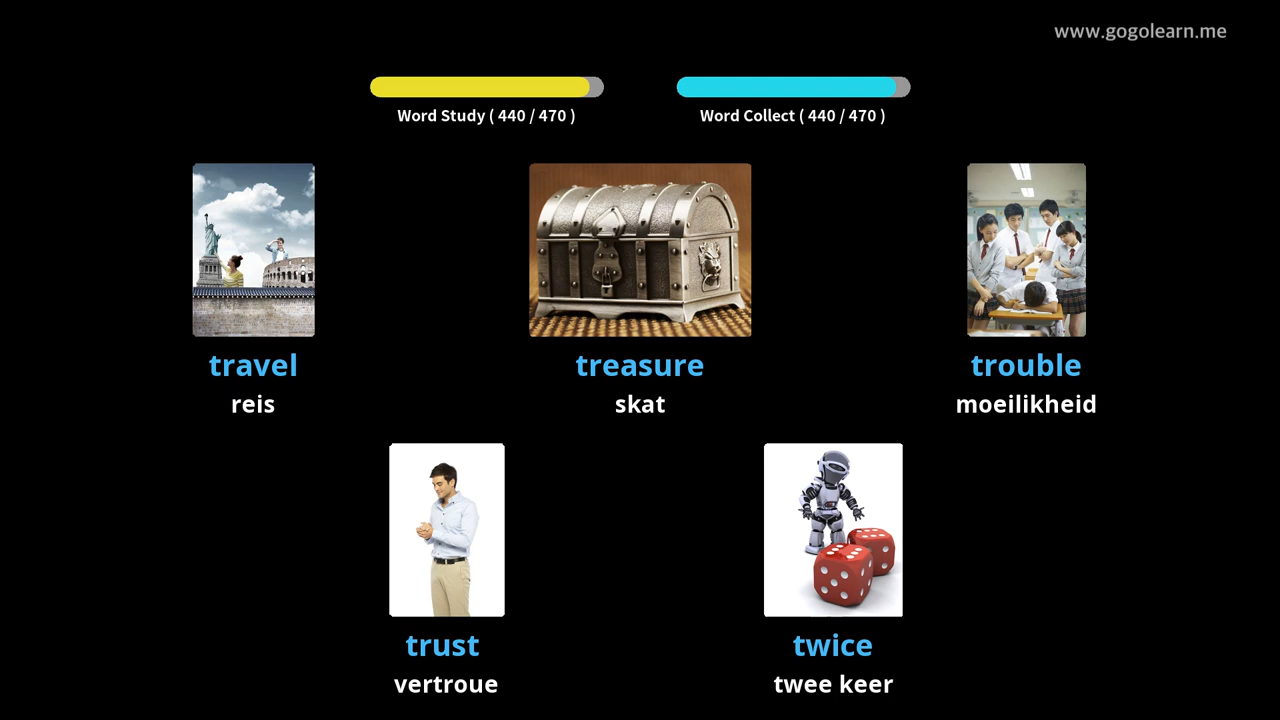 www.gogolearn.me
Word Study ( 440 / 470 )
Word Collect ( 440 / 470 )
travel
reis
treasure
skat
trouble
moeilikheid
trust
vertroue
twice
twee keer